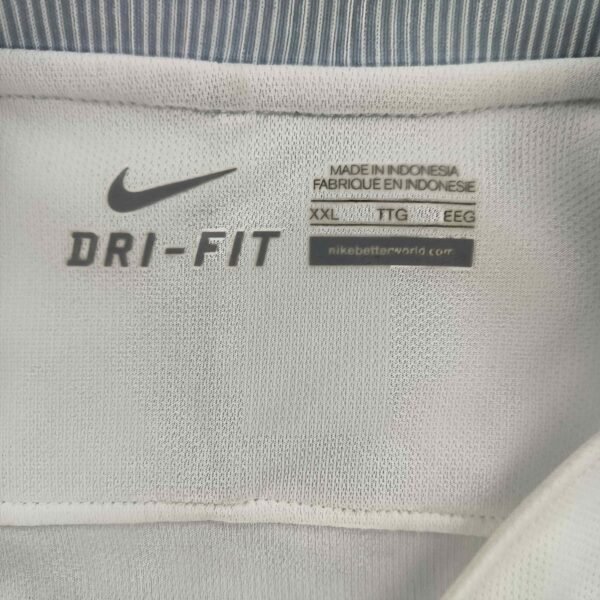 DRI-FIT
MADE IN INDONESIA
FABRIQUÉ EN INDONESIE
XXL TTG EEG
nikebetterworld.com